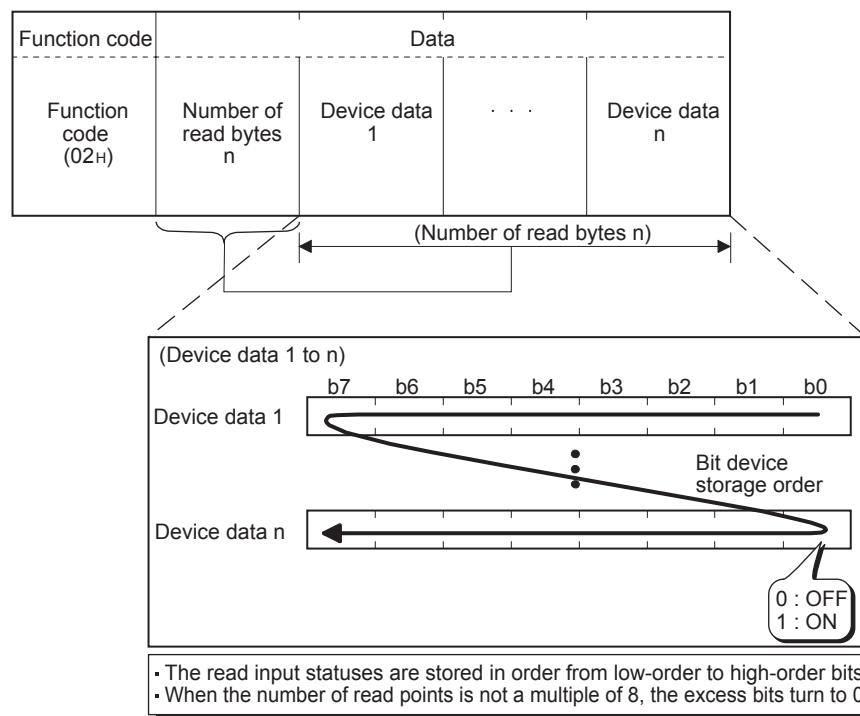 Function code Data
Function code (02H)
Number of read bytes n
Device data 1
· · ·
Device data n
(Number of read bytes n)
(Device data 1 to n)
b7 b6 b5 b4 b3 b2 b1 b0
Device data 1
Bit device storage order
Device data n
0 : OFF
1 : ON
▪ The read input statuses are stored in order from low-order to high-order bits
▪ When the number of read points is not a multiple of 8, the excess bits turn to 0